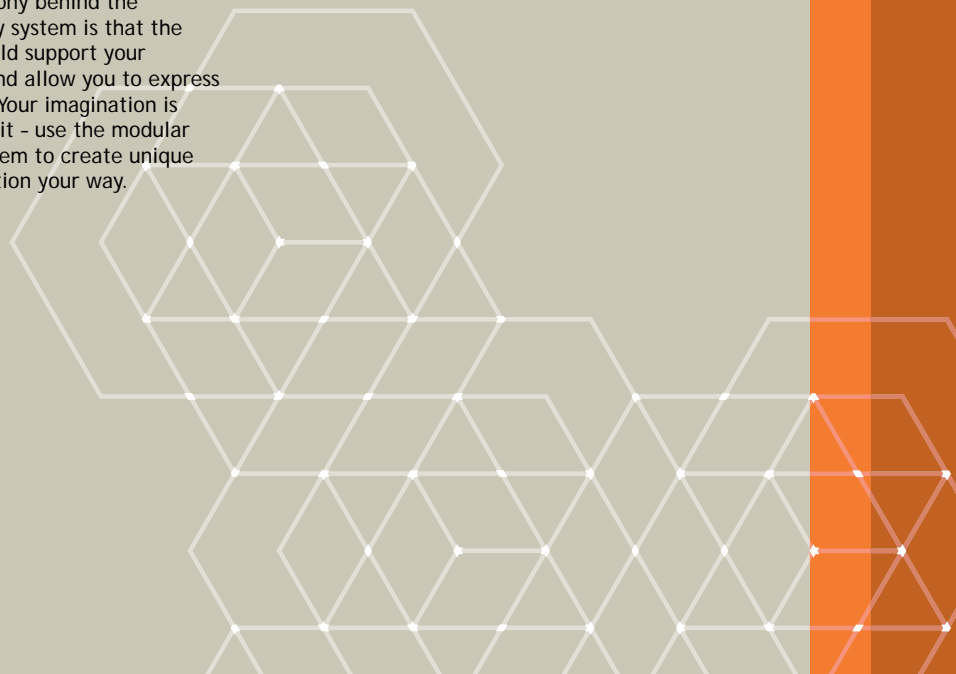 ony behind the
y system is that the
ld support your
nd allow you to express
Your imagination is
it – use the modular
em to create unique
tion your way.